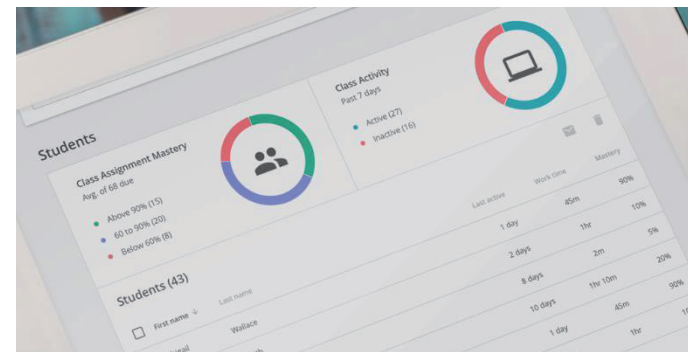 Students
Class Assignment Mastery
Avg. of 68 due
Above 90% (15)
60 to 90% (20)
Below 60% (8)
Class Activity
Past 7 days
Active (27)
Inactive (16)
Students (43)
First name Last name Last active Work time Mastery
Wallace 1 day 45m 90%
2 days 1hr 10%
8 days 2m 5%
10 days 1hr 10m 20%
1 day 45m 90%
1hr